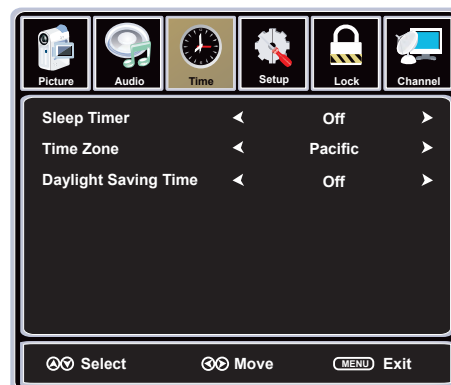 Picture Audio Time Setup Lock Channel
Sleep Timer Off
Time Zone Pacific
Daylight Saving Time Off
Select Move MENU Exit